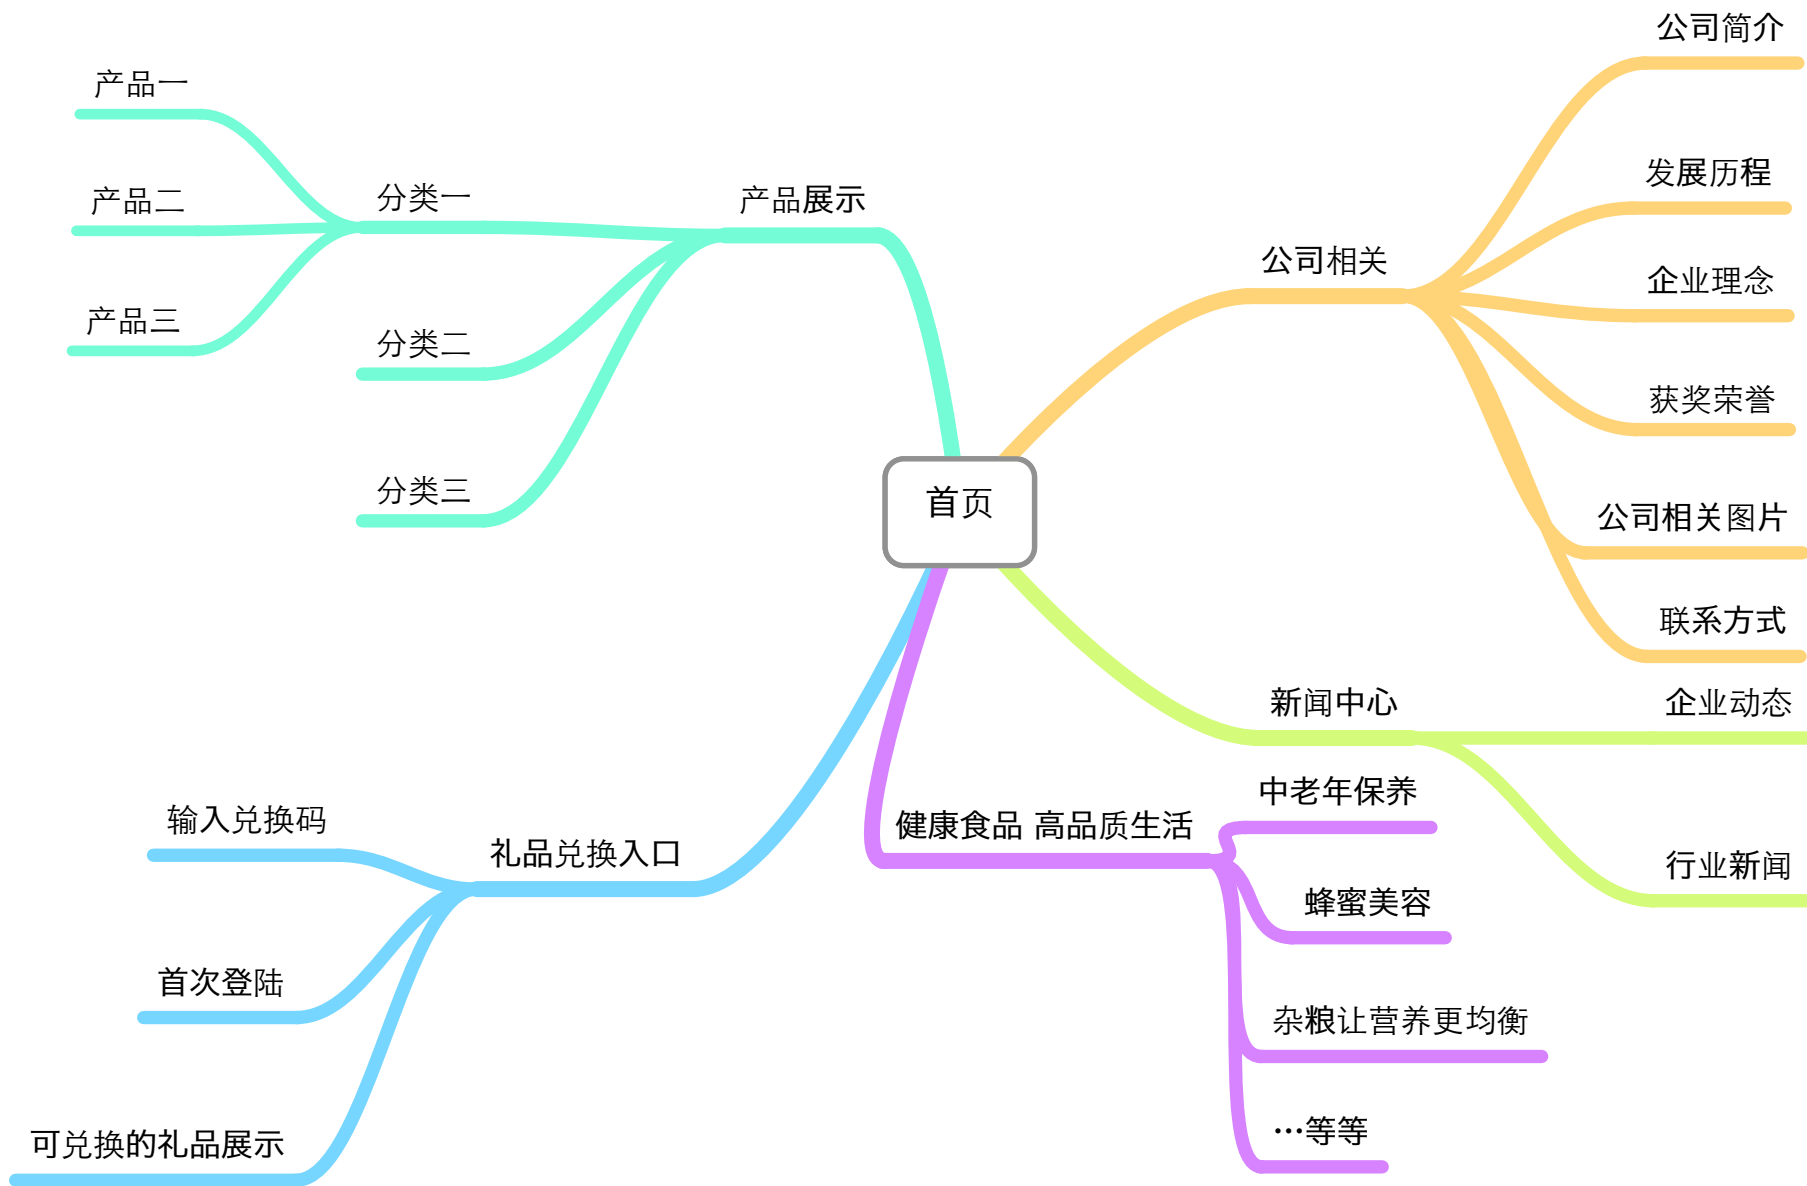 首页
产品展示
分类一
产品一
产品二
产品三
分类二
分类三
公司相关
公司简介
发展历程
企业理念
获奖荣誉
公司相关图片
联系方式
新闻中心
企业动态
行业新闻
健康食品 高品质生活
中老年保养
蜂蜜美容
杂粮让营养更均衡
…等等
礼品兑换入口
输入兑换码
首次登陆
可兑换的礼品展示